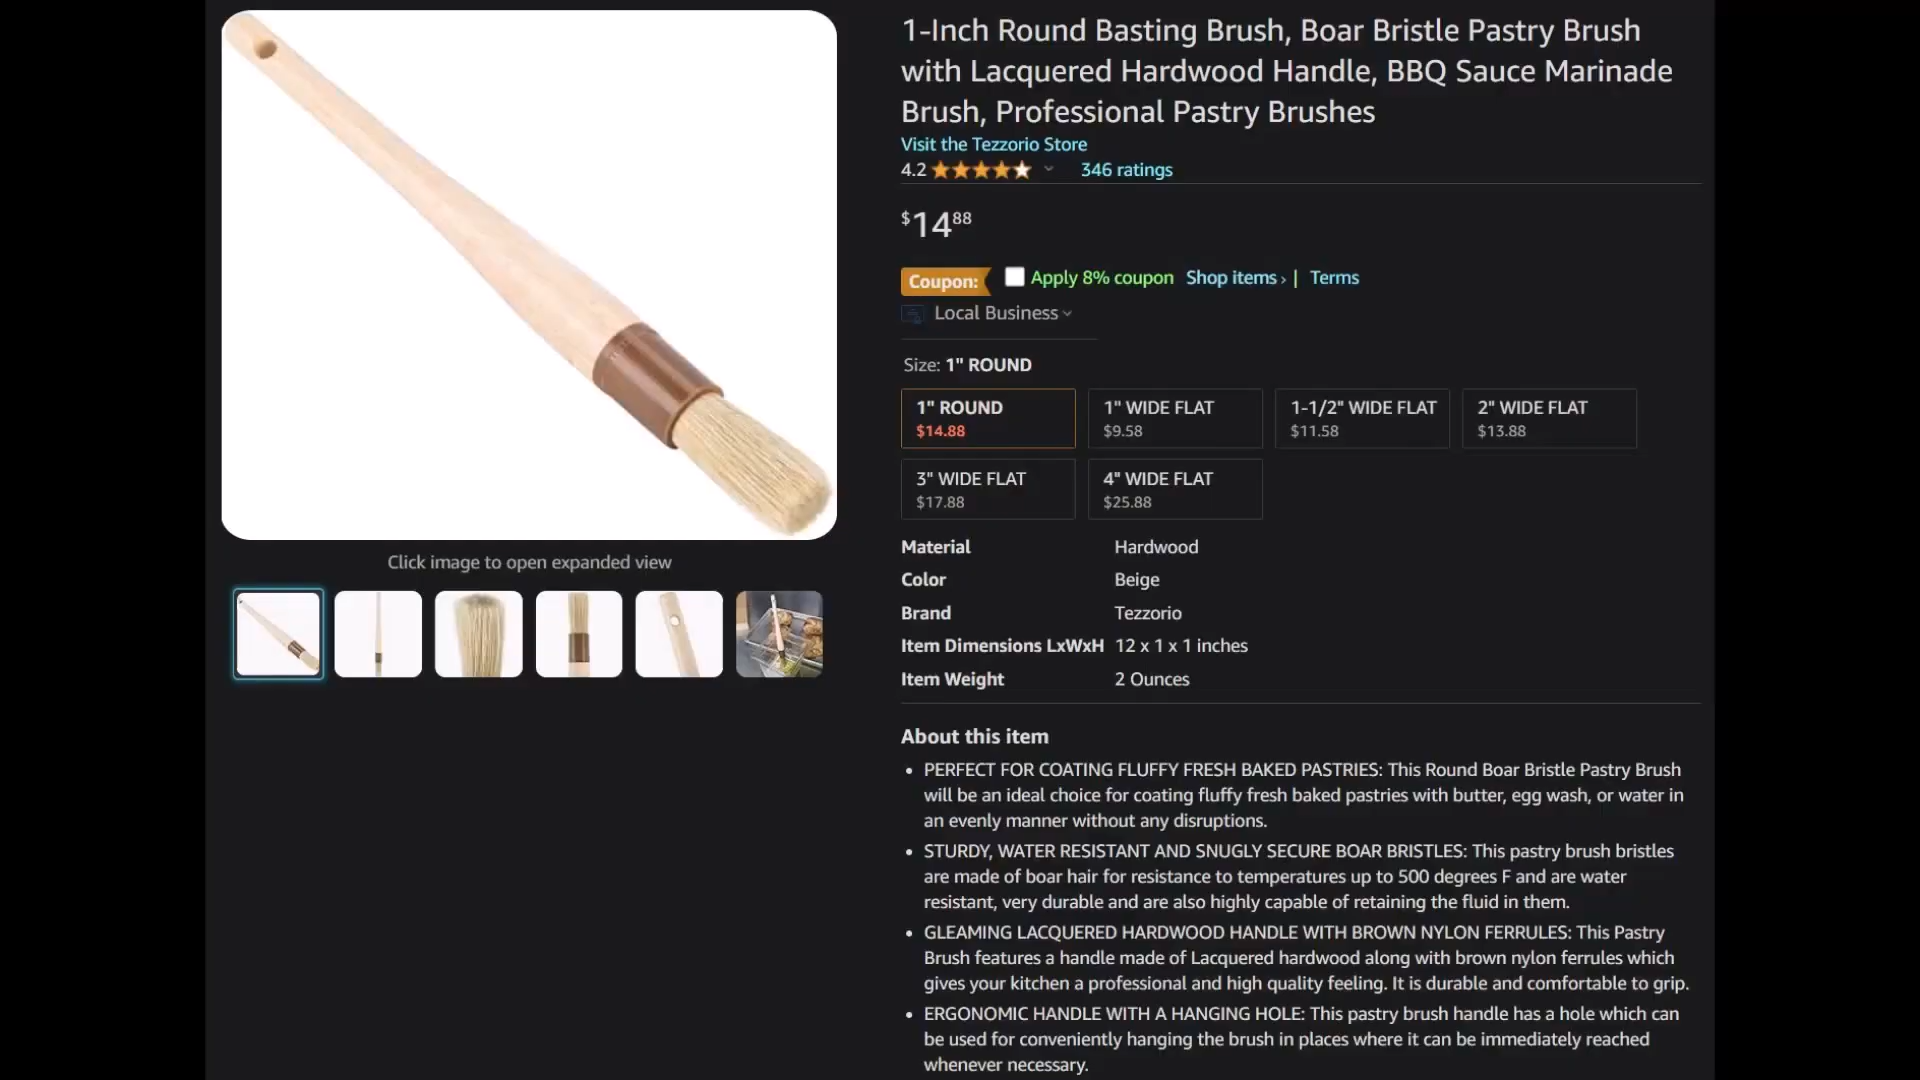 1-Inch Round Basting Brush, Boar Bristle Pastry Brush
with Lacquered Hardwood Handle, BBQ Sauce Marinade
Brush, Professional Pastry Brushes
Visit the Tezzorio Store
4.2 346 ratings
$14.88
Coupon: Apply 8% coupon Shop items › | Terms
Local Business
Size: 1" ROUND
1" ROUND 1" WIDE FLAT 1-1/2" WIDE FLAT 2" WIDE FLAT
$14.88 $9.58 $11.58 $13.88
3" WIDE FLAT 4" WIDE FLAT
$17.88 $25.88
Click image to open expanded view
Material Hardwood
Color Beige
Brand Tezzorio
Item Dimensions LxWxH 12 x 1 x 1 inches
Item Weight 2 Ounces
About this item
• PERFECT FOR COATING FLUFFY FRESH BAKED PASTRIES: This Round Boar Bristle Pastry Brush
will be an ideal choice for coating fluffy fresh baked pastries with butter, egg wash, or water in
an evenly manner without any disruptions.
• STURDY, WATER RESISTANT AND SNUGLY SECURE BOAR BRISTLES: This pastry brush bristles
are made of boar hair for resistance to temperatures up to 500 degrees F and are water
resistant, very durable and are also highly capable of retaining the fluid in them.
• GLEAMING LACQUERED HARDWOOD HANDLE WITH BROWN NYLON FERRULES: This Pastry
Brush features a handle made of Lacquered hardwood along with brown nylon ferrules which
gives your kitchen a professional and high quality feeling. It is durable and comfortable to grip.
• ERGONOMIC HANDLE WITH A HANGING HOLE: This pastry brush handle has a hole which can
be used for conveniently hanging the brush in places where it can be immediately reached
whenever necessary.